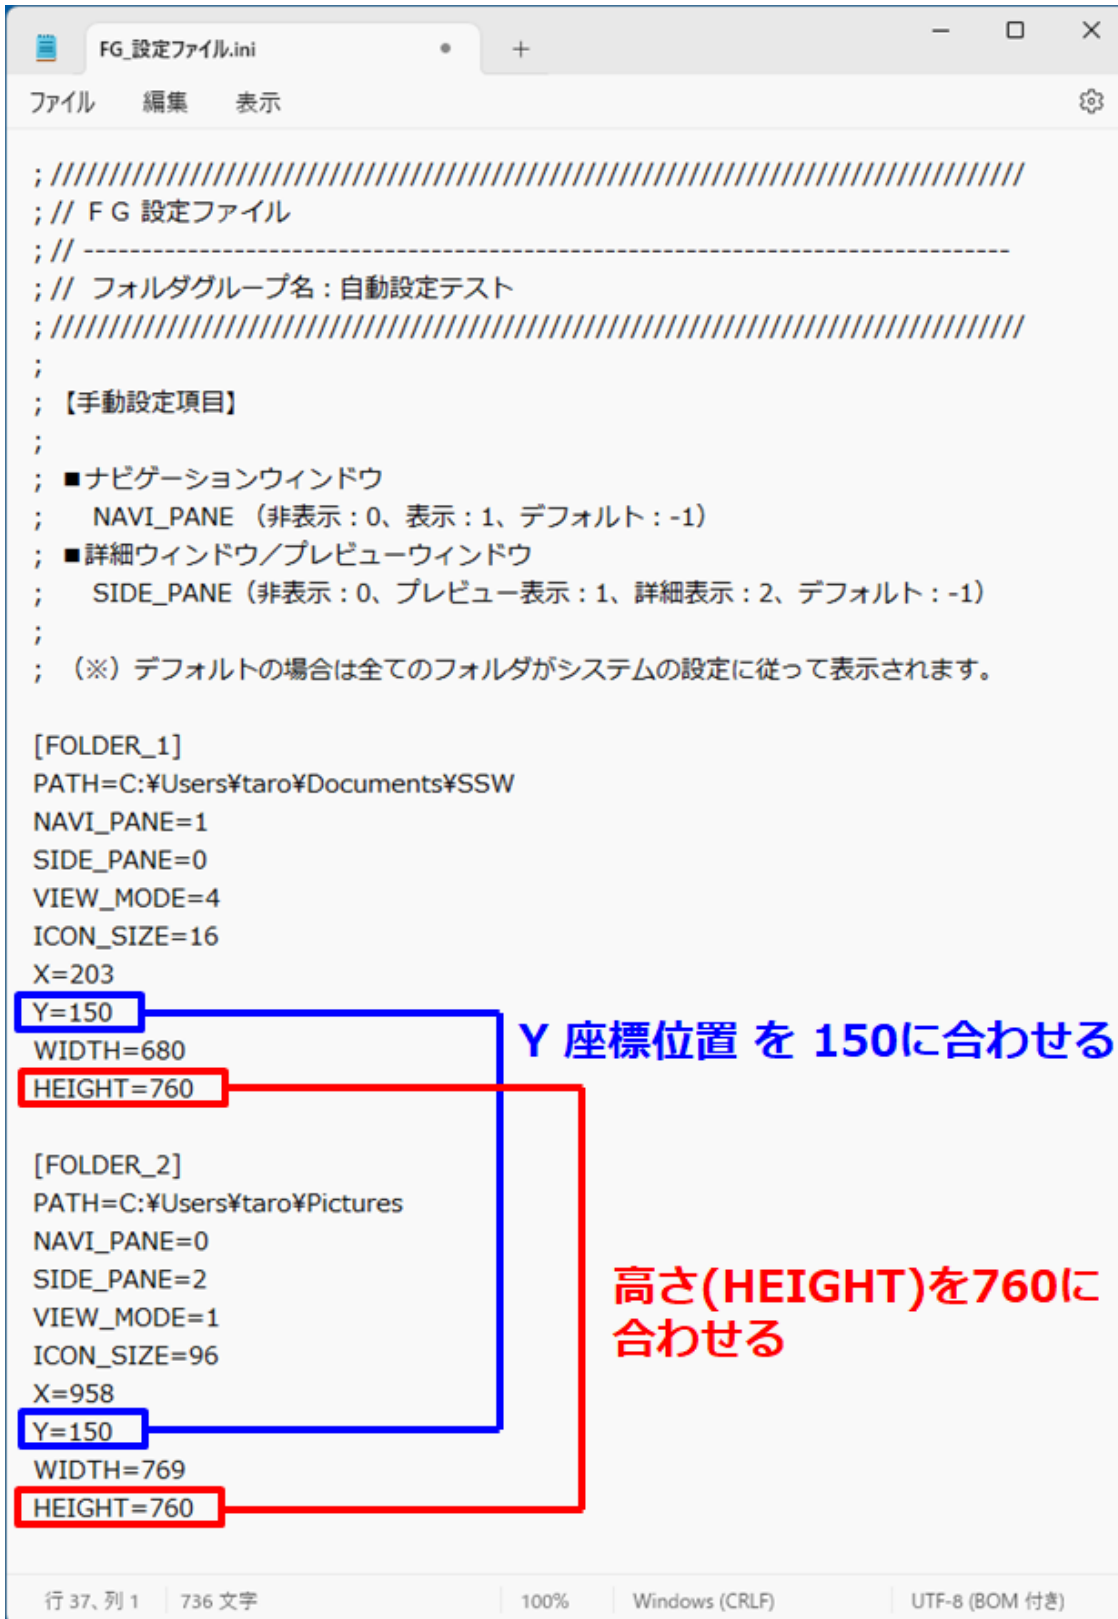 FG_設定ファイル.ini
ファイル 編集 表示
; ////////////////////////////////////////////////////////////////////////////////////
; // ＦＧ 設定ファイル
; // --------------------------------------------------------------------------------
; // フォルダグループ名：自動設定テスト
; ////////////////////////////////////////////////////////////////////////////////////
;
; 【手動設定項目】
;
; ■ナビゲーションウィンドウ
; NAVI_PANE （非表示：0、表示：1、デフォルト：-1）
; ■詳細ウィンドウ／プレビューウィンドウ
; SIDE_PANE（非表示：0、プレビュー表示：1、詳細表示：2、デフォルト：-1）
;
; （※）デフォルトの場合は全てのフォルダがシステムの設定に従って表示されます。
[FOLDER_1]
PATH=C:¥Users¥taro¥Documents¥SSW
NAVI_PANE=1
SIDE_PANE=0
VIEW_MODE=4
ICON_SIZE=16
X=203
Y=150
Y 座標位置 を 150に合わせる
WIDTH=680
HEIGHT=760
[FOLDER_2]
PATH=C:¥Users¥taro¥Pictures
NAVI_PANE=0
SIDE_PANE=2
高さ(HEIGHT)を760に
合わせる
VIEW_MODE=1
ICON_SIZE=96
X=958
Y=150
WIDTH=769
HEIGHT=760
行 37、列 1 736 文字 100% Windows (CRLF) UTF-8 (BOM 付き)